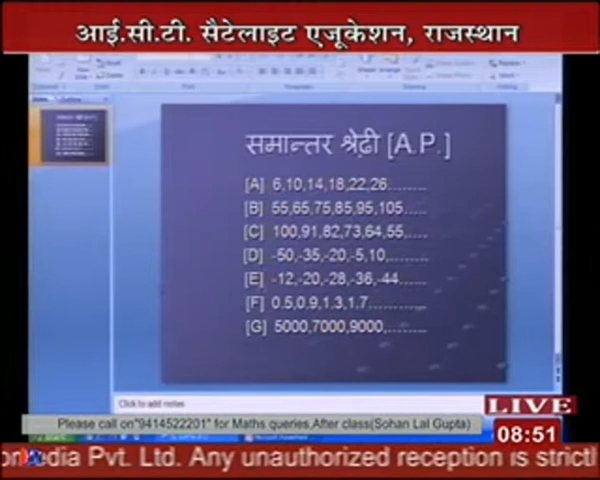 आई.सी.टी. सैटेलाइट एजूकेशन, राजस्थान
समान्तर श्रेढ़ी [A.P.]
[A] 6,10,14,18,22,26........
[B] 55,65,75,85,95,105.....
[C] 100,91,82,73,64,55,....
[D] -50,-35,-20,-5,10,........
[E] -12,-20,-28,-36,-44......
[F] 0.5,0.9,1.3,1.7............
[G] 5000,7000,9000,........
Click to add notes
LIVE
Please call on"9414522201" for Maths queries,After class(Sohan Lal Gupta)
08:51
media Pvt. Ltd. Any unauthorized reception is strictl